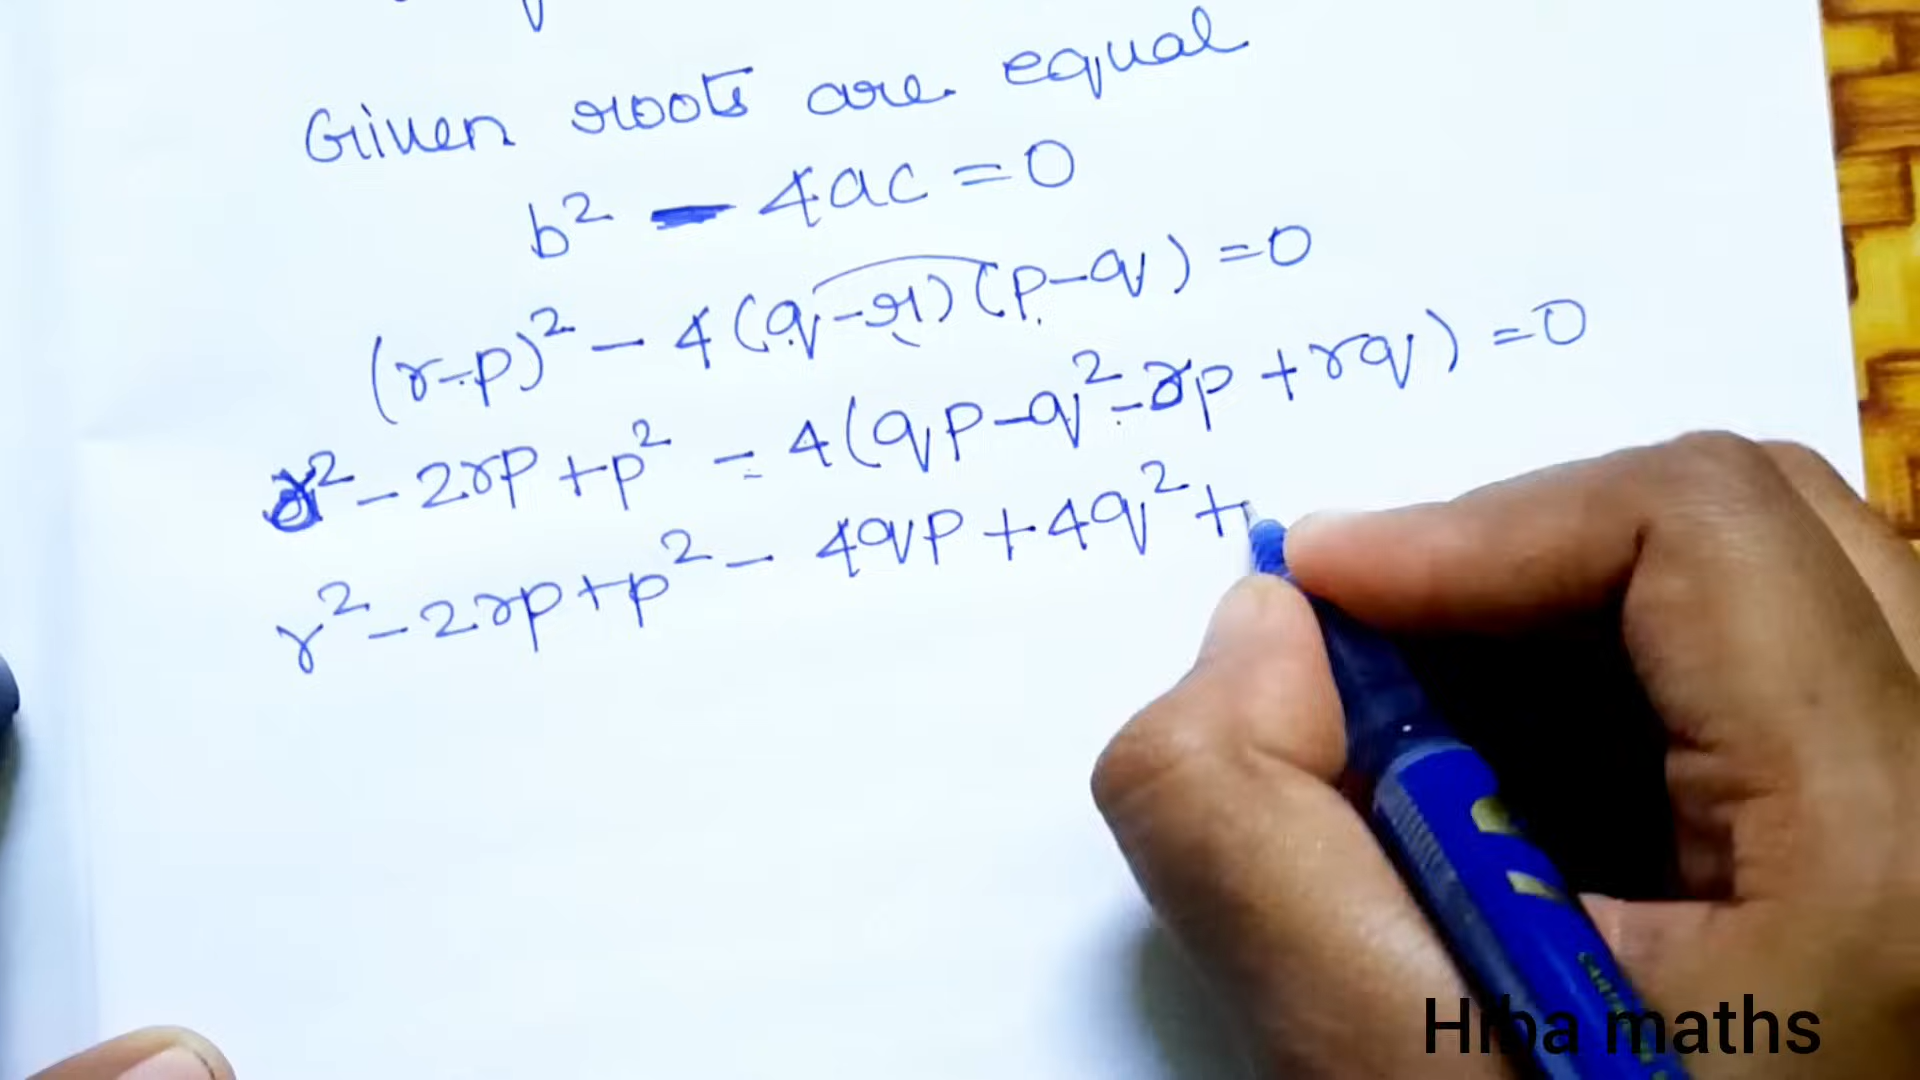 Given roots are equal
b² - 4ac = 0
(r-p)² - 4(q-r)(p-q) = 0
r² - 2rp + p² - 4(qp - q² - rp + rq) = 0
r² - 2rp + p² - 4qp + 4q² +
Hiba maths